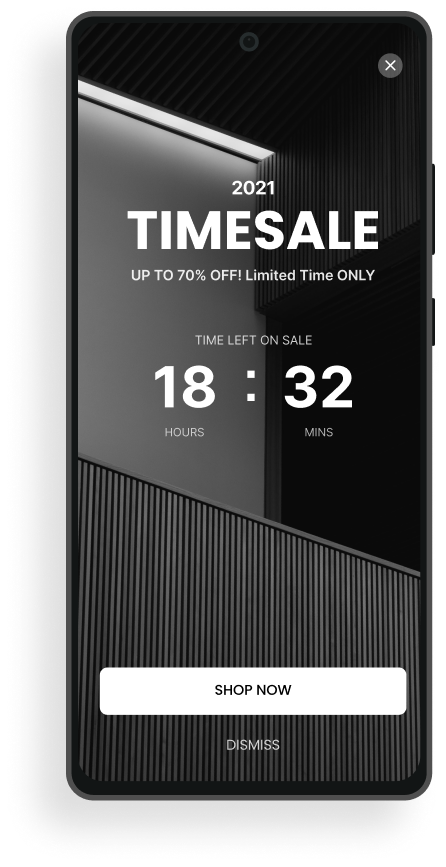 2021
TIMESALE
UP TO 70% OFF! Limited Time ONLY
TIME LEFT ON SALE
18 : 32
HOURS MINS
SHOP NOW
DISMISS